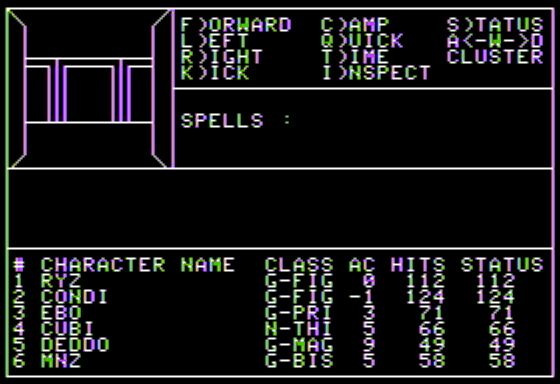 F)ORWARD C)AMP S)TATUS
L)EFT Q)UICK A<-W->D
R)IGHT T)IME CLUSTER
K)ICK I)NSPECT
SPELLS :
# CHARACTER NAME CLASS AC HITS STATUS
1 RYZ G-FIG 0 112 112
2 CONDI G-FIG -1 124 124
3 EBO G-PRI 3 71 71
4 CUBI N-THI 5 66 66
5 DEDDO G-MAG 9 49 49
6 MNZ G-BIS 5 58 58